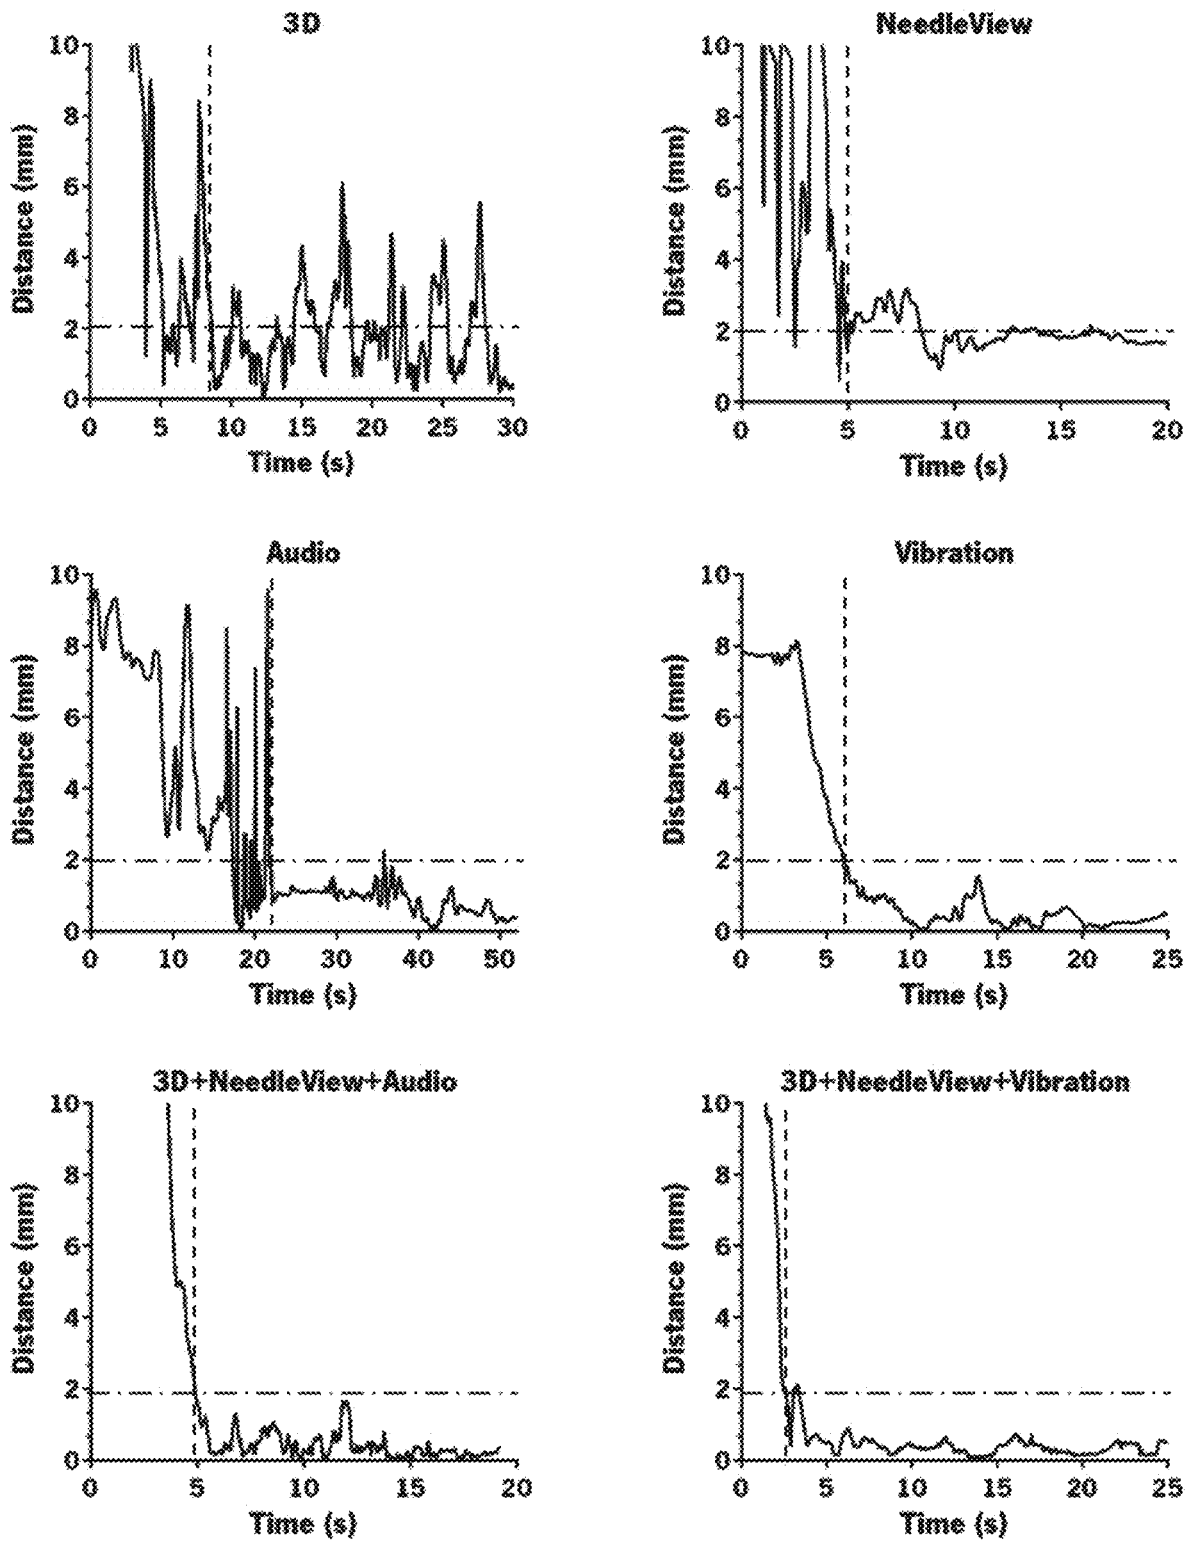 3D
NeedleView
10
8
6
4
2
0
Distance (mm)
0 5 10 15 20 25 30
Time (s)
10
8
6
4
2
0
Distance (mm)
0 5 10 15 20
Time (s)
Audio
Vibration
10
8
6
4
2
0
Distance (mm)
0 10 20 30 40 50
Time (s)
10
8
6
4
2
0
Distance (mm)
0 5 10 15 20 25
Time (s)
3D+NeedleView+Audio
3D+NeedleView+Vibration
10
8
6
4
2
0
Distance (mm)
0 5 10 15 20
Time (s)
10
8
6
4
2
0
Distance (mm)
0 5 10 15 20 25
Time (s)